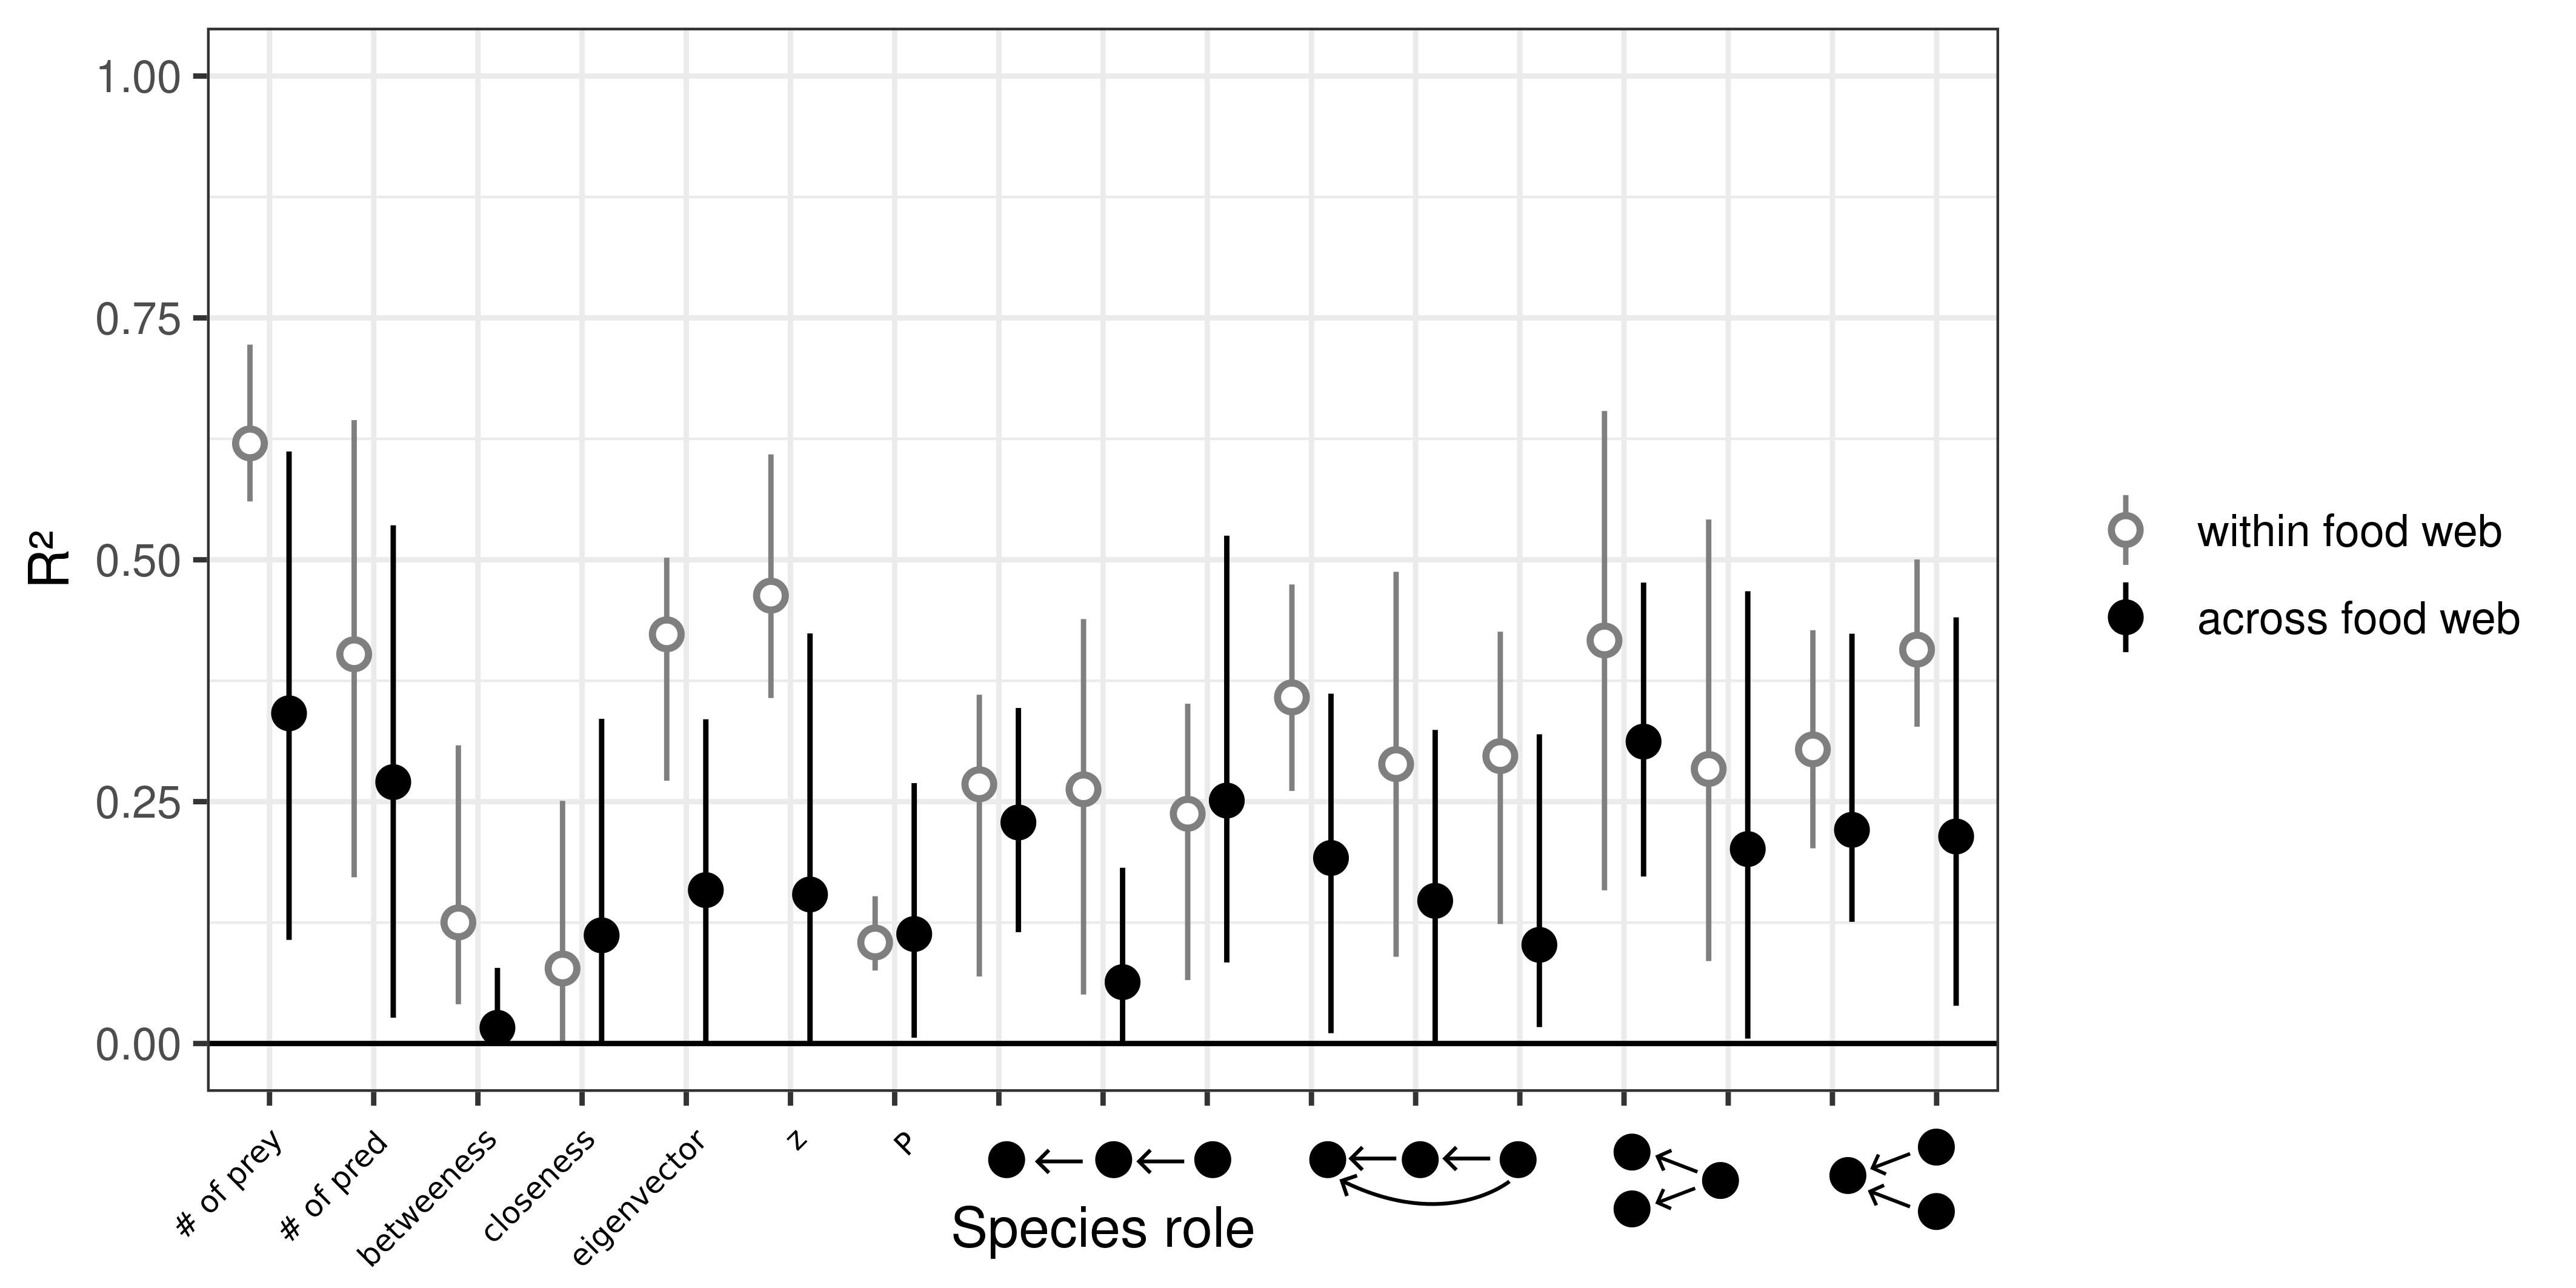 1.00
0.75
0.50
0.25
0.00
R²
# of prey
# of pred
betweeness
closeness
eigenvector
z
P
Species role
within food web
across food web